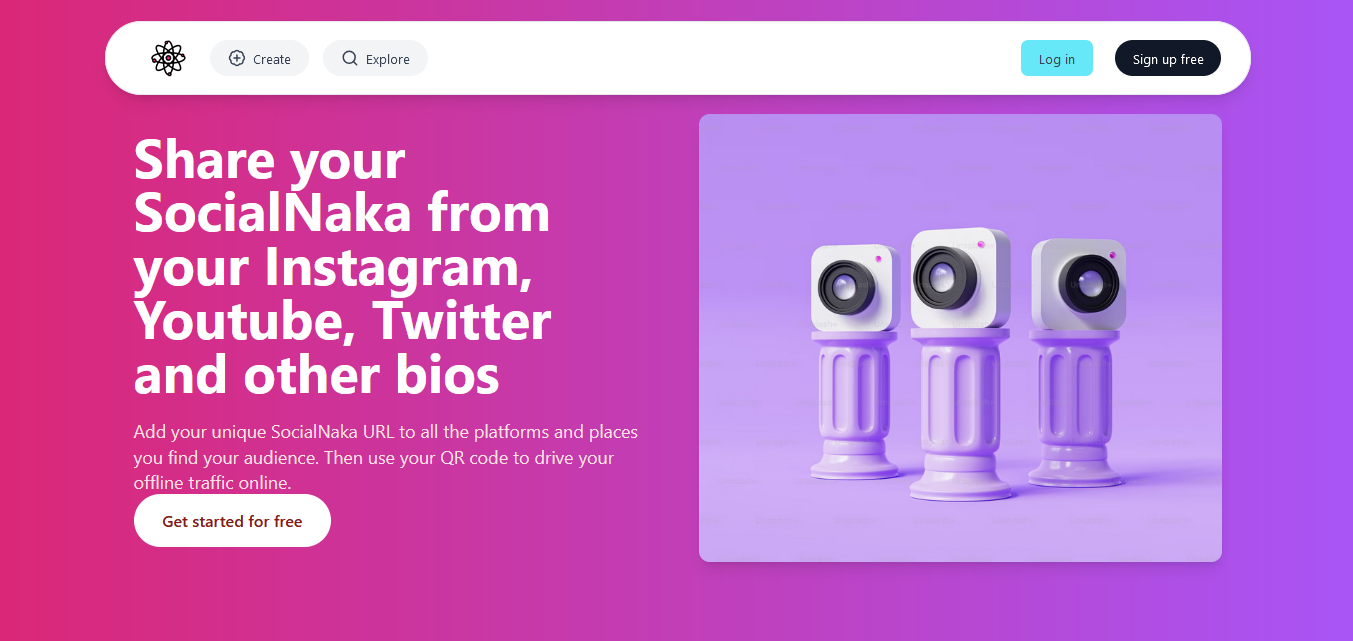 Create
Explore
Log in
Sign up free
Share your
SocialNaka from
your Instagram,
Youtube, Twitter
and other bios
Add your unique SocialNaka URL to all the platforms and places
you find your audience. Then use your QR code to drive your
offline traffic online.
Get started for free